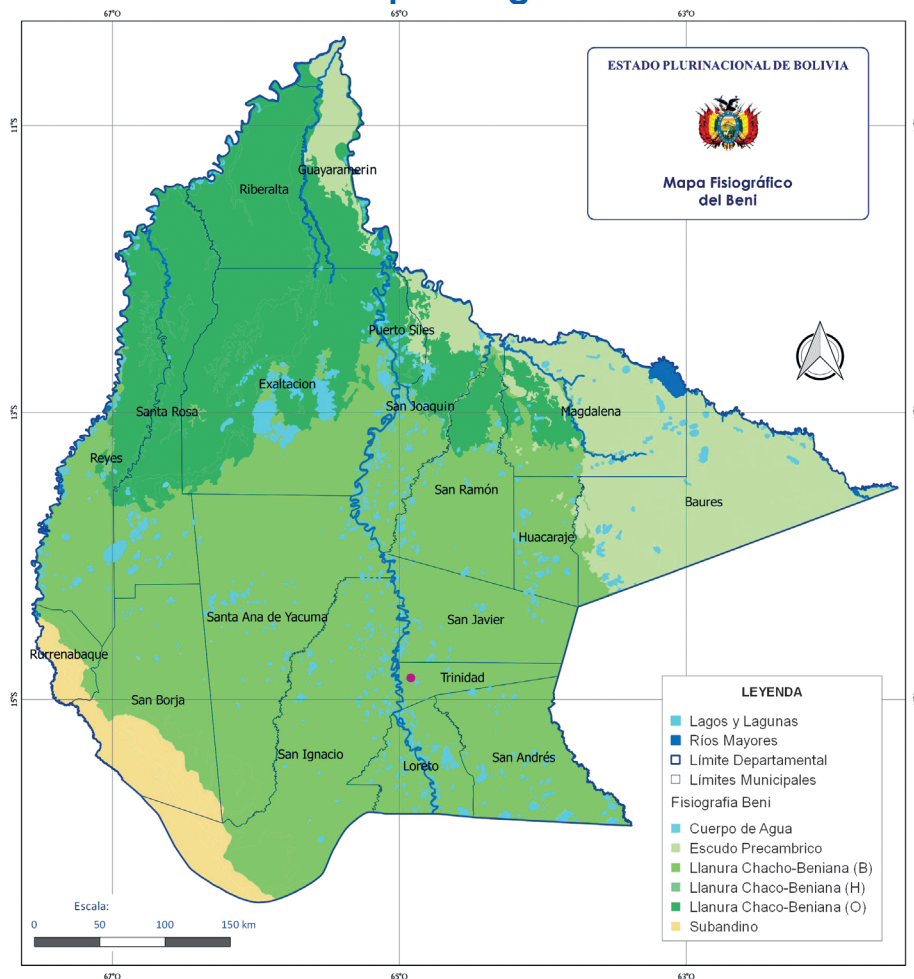 67°O
65°O
63°O
ESTADO PLURINACIONAL DE BOLIVIA
Mapa Fisiográfico
del Beni
11°S
Guayaramerin
Riberalta
Puerto Siles
Exaltacion
San Joaquin
13°S
Santa Rosa
Magdalena
Reyes
San Ramón
Baures
Huacaraje
Santa Ana de Yacuma
San Javier
Rurrenabaque
Trinidad
San Borja
15°S
San Ignacio
Loreto
San Andrés
LEYENDA
Lagos y Lagunas
Ríos Mayores
Límite Departamental
Límites Municipales
Fisiografia Beni
Cuerpo de Agua
Escudo Precambrico
Llanura Chacho-Beniana (B)
Llanura Chaco-Beniana (H)
Llanura Chaco-Beniana (O)
Subandino
Escala:
0 50 100 150 km
67°O
65°O
63°O